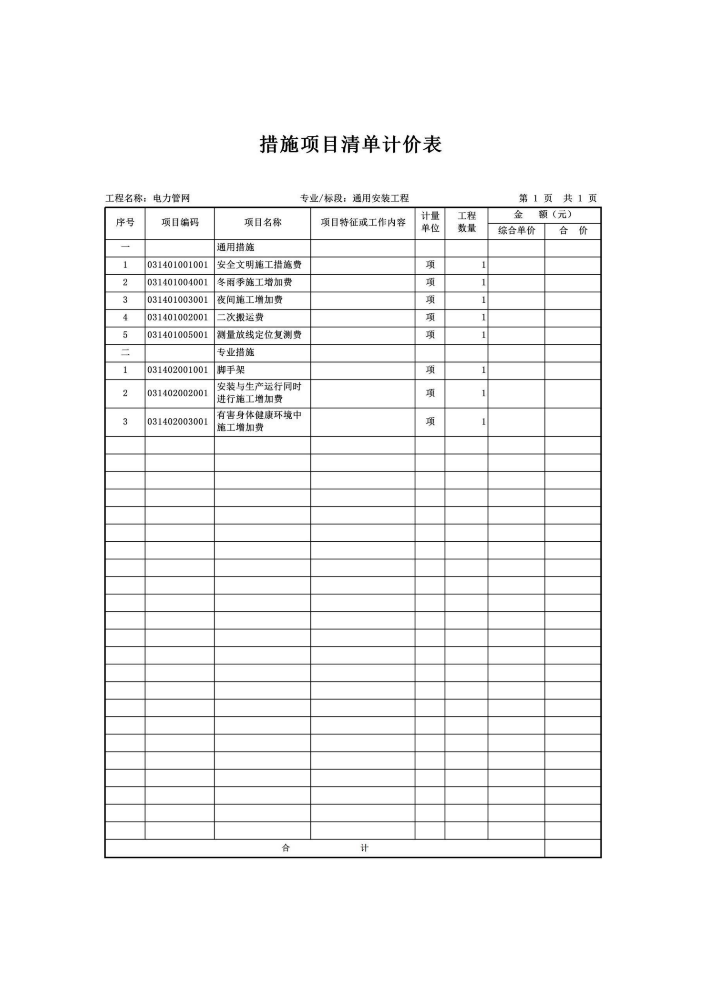 措施项目清单计价表
工程名称：电力管网 专业/标段：通用安装工程 第 1 页 共 1 页
序号 项目编码 项目名称 项目特征或工作内容 计量单位 工程数量 金 额（元）
综合单价 合 价
一 通用措施
1 031401001001 安全文明施工措施费 项 1
2 031401004001 冬雨季施工增加费 项 1
3 031401003001 夜间施工增加费 项 1
4 031401002001 二次搬运费 项 1
5 031401005001 测量放线定位复测费 项 1
二 专业措施
1 031402001001 脚手架 项 1
2 031402002001 安装与生产运行同时进行施工增加费 项 1
3 031402003001 有害身体健康环境中施工增加费 项 1
合 计